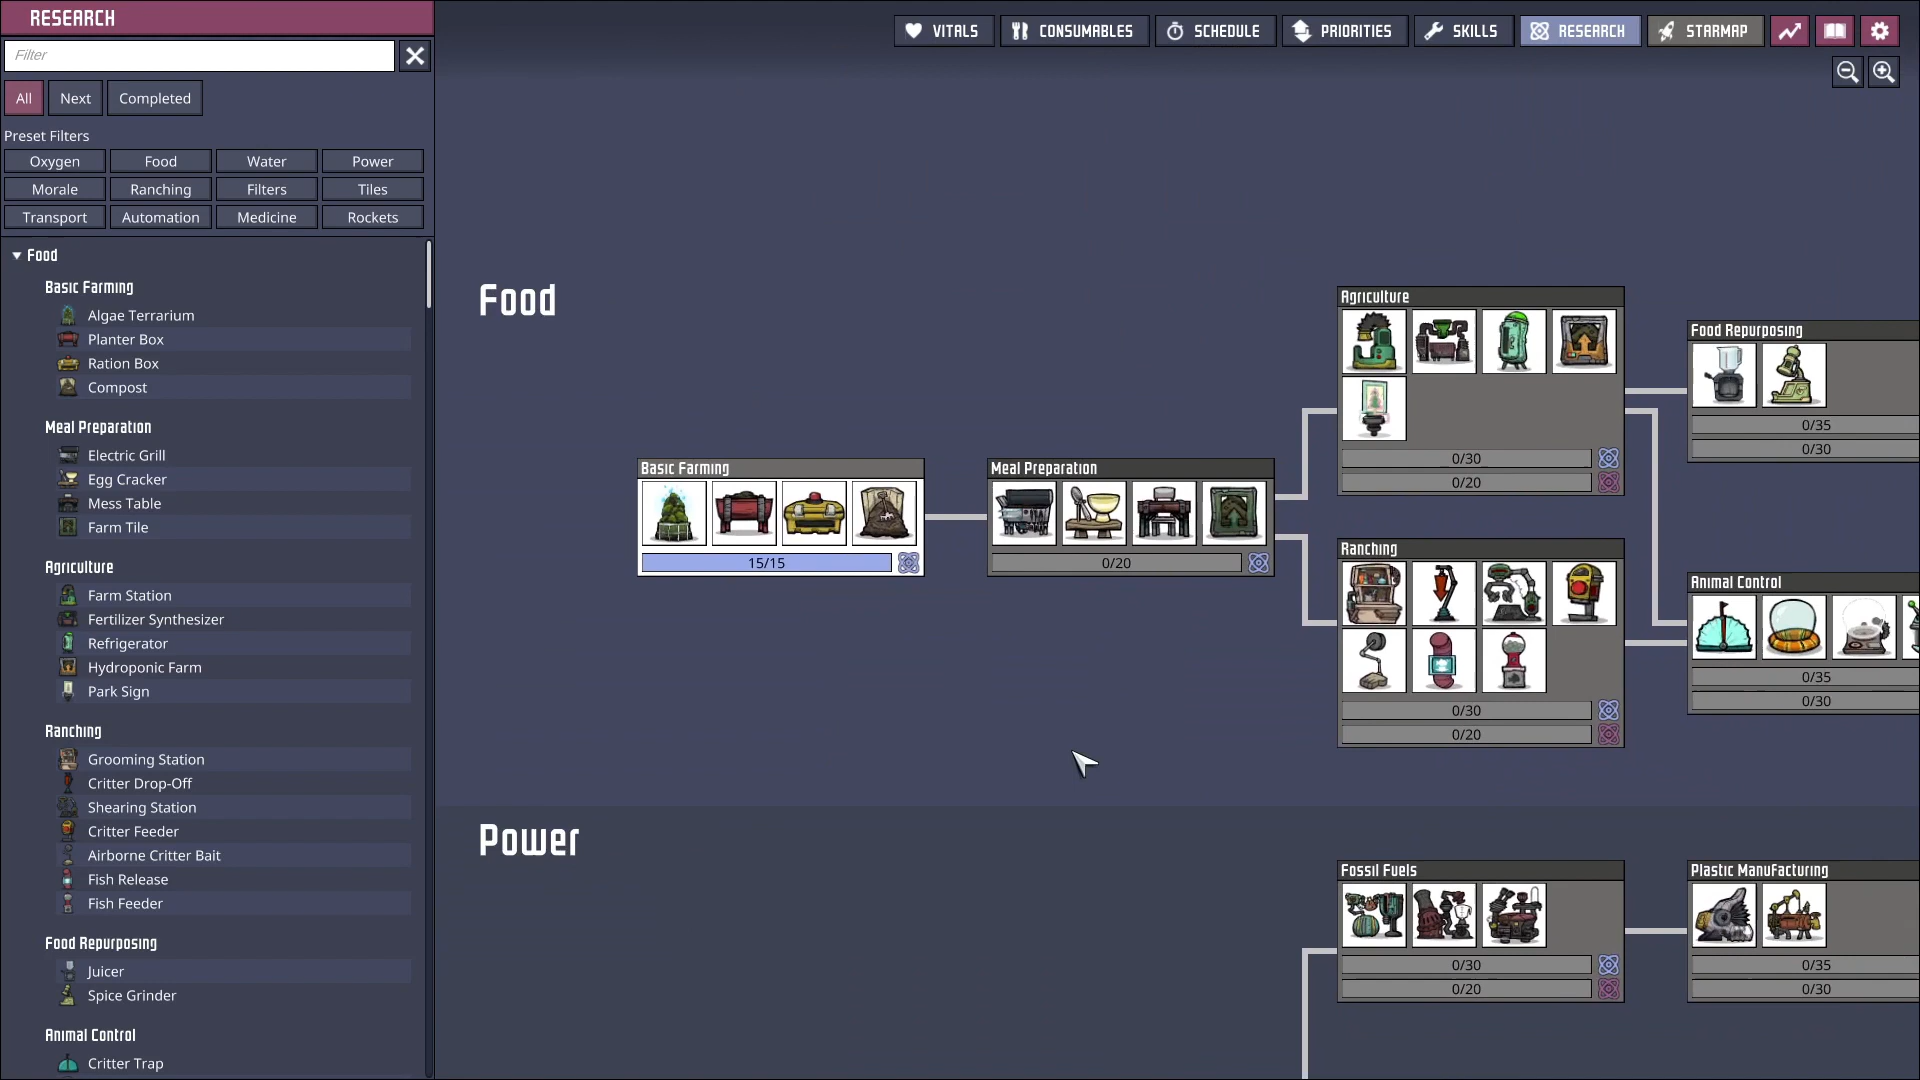 RESEARCH
VITALS
CONSUMABLES
SCHEDULE
PRIORITIES
SKILLS
RESEARCH
STARMAP
Filter
All
Next
Completed
Preset Filters
Oxygen
Food
Water
Power
Morale
Ranching
Filters
Tiles
Transport
Automation
Medicine
Rockets
Food
Basic Farming
Algae Terrarium
Planter Box
Ration Box
Compost
Meal Preparation
Electric Grill
Egg Cracker
Mess Table
Farm Tile
Agriculture
Farm Station
Fertilizer Synthesizer
Refrigerator
Hydroponic Farm
Park Sign
Ranching
Grooming Station
Critter Drop-Off
Shearing Station
Critter Feeder
Airborne Critter Bait
Fish Release
Fish Feeder
Food Repurposing
Juicer
Spice Grinder
Animal Control
Critter Trap
Food
Basic Farming
15/15
Meal Preparation
0/20
Agriculture
0/30
0/20
Ranching
0/30
0/20
Food Repurposing
0/35
0/30
Animal Control
0/35
0/30
Power
Fossil Fuels
0/30
0/20
Plastic Manufacturing
0/35
0/30